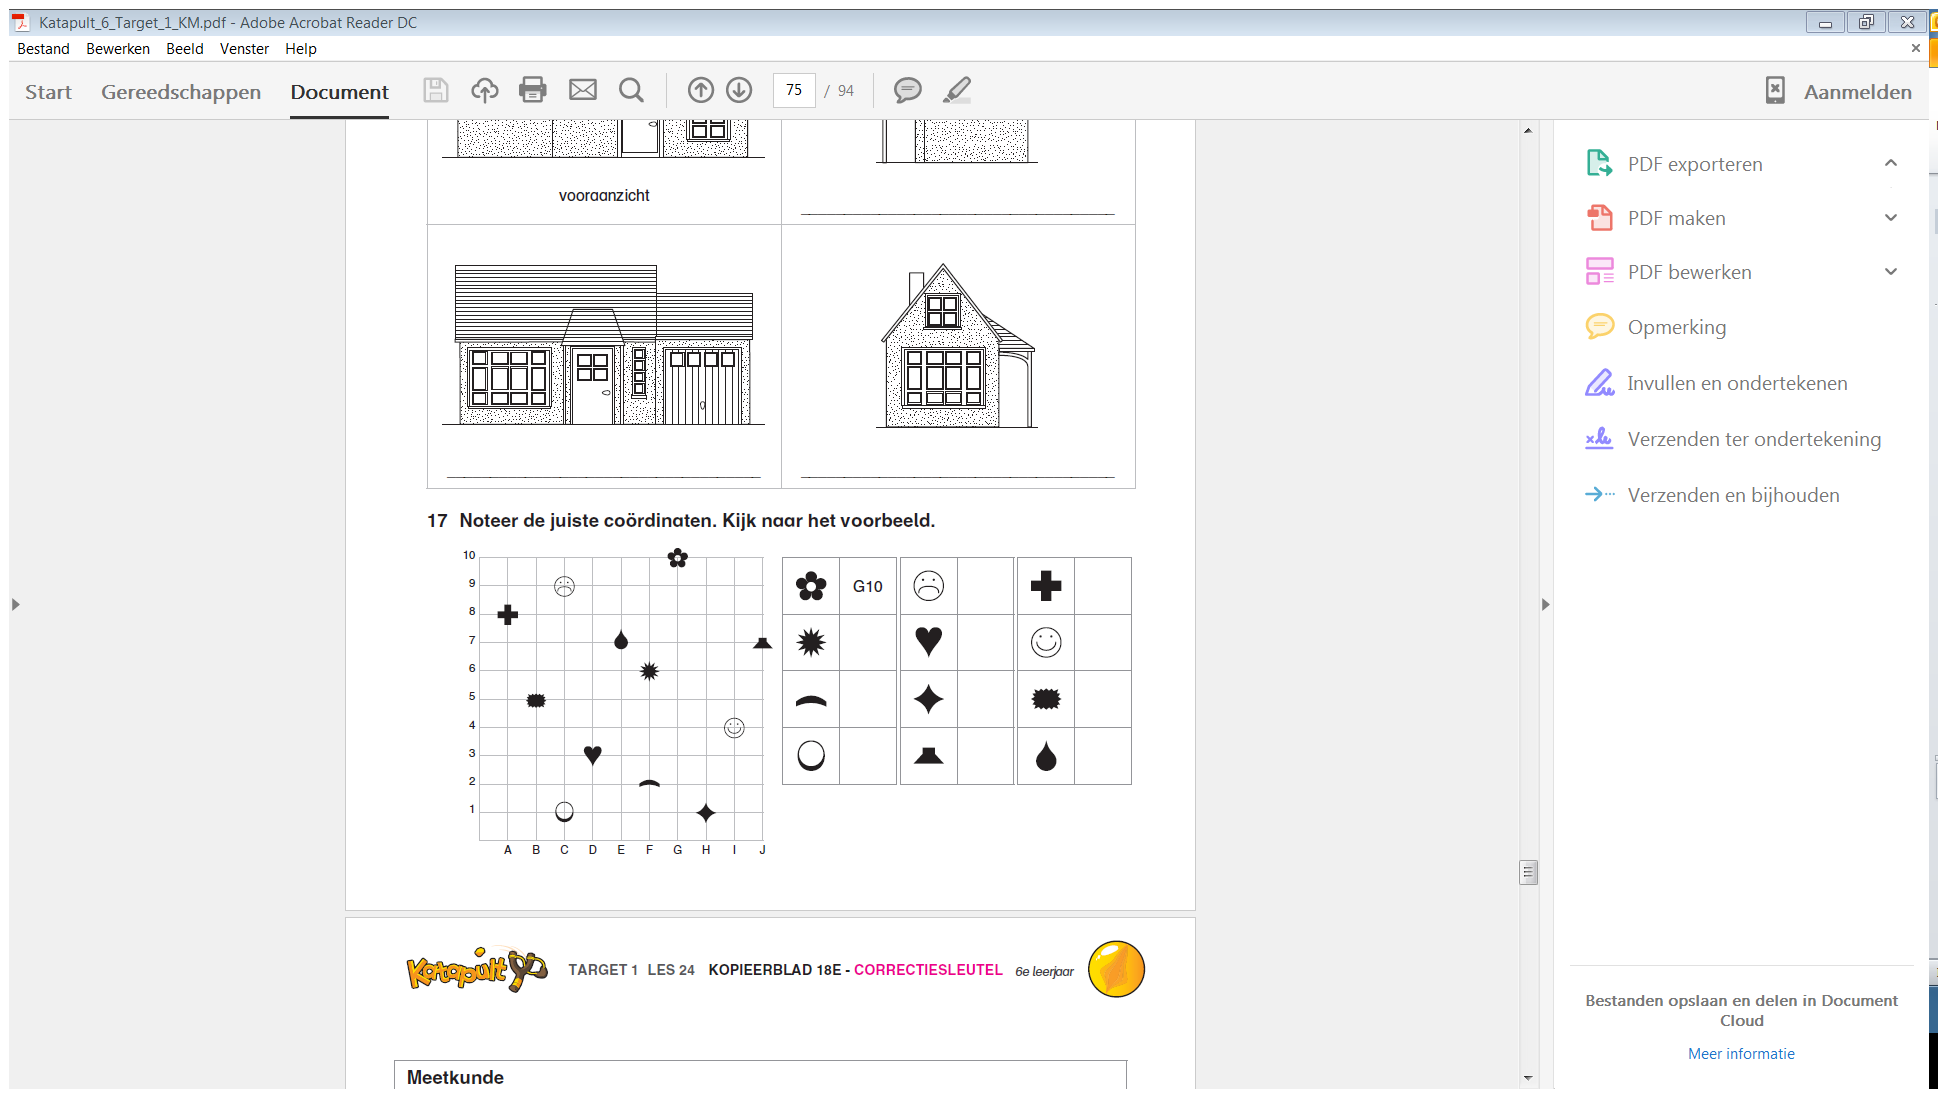 Katapult_6_Target_1_KM.pdf - Adobe Acrobat Reader DC
Bestand Bewerken Beeld Venster Help
Start Gereedschappen Document 75 / 94 Aanmelden
vooraanzicht
17 Noteer de juiste coördinaten. Kijk naar het voorbeeld.
10
9
8
7
6
5
4
3
2
1
A B C D E F G H I J
G10
Katapult TARGET 1 LES 24 KOPIEERBLAD 18E - CORRECTIESLEUTEL 6e leerjaar
Meetkunde
PDF exporteren
PDF maken
PDF bewerken
Opmerking
Invullen en ondertekenen
Verzenden ter ondertekening
Verzenden en bijhouden
Bestanden opslaan en delen in Document
Cloud
Meer informatie